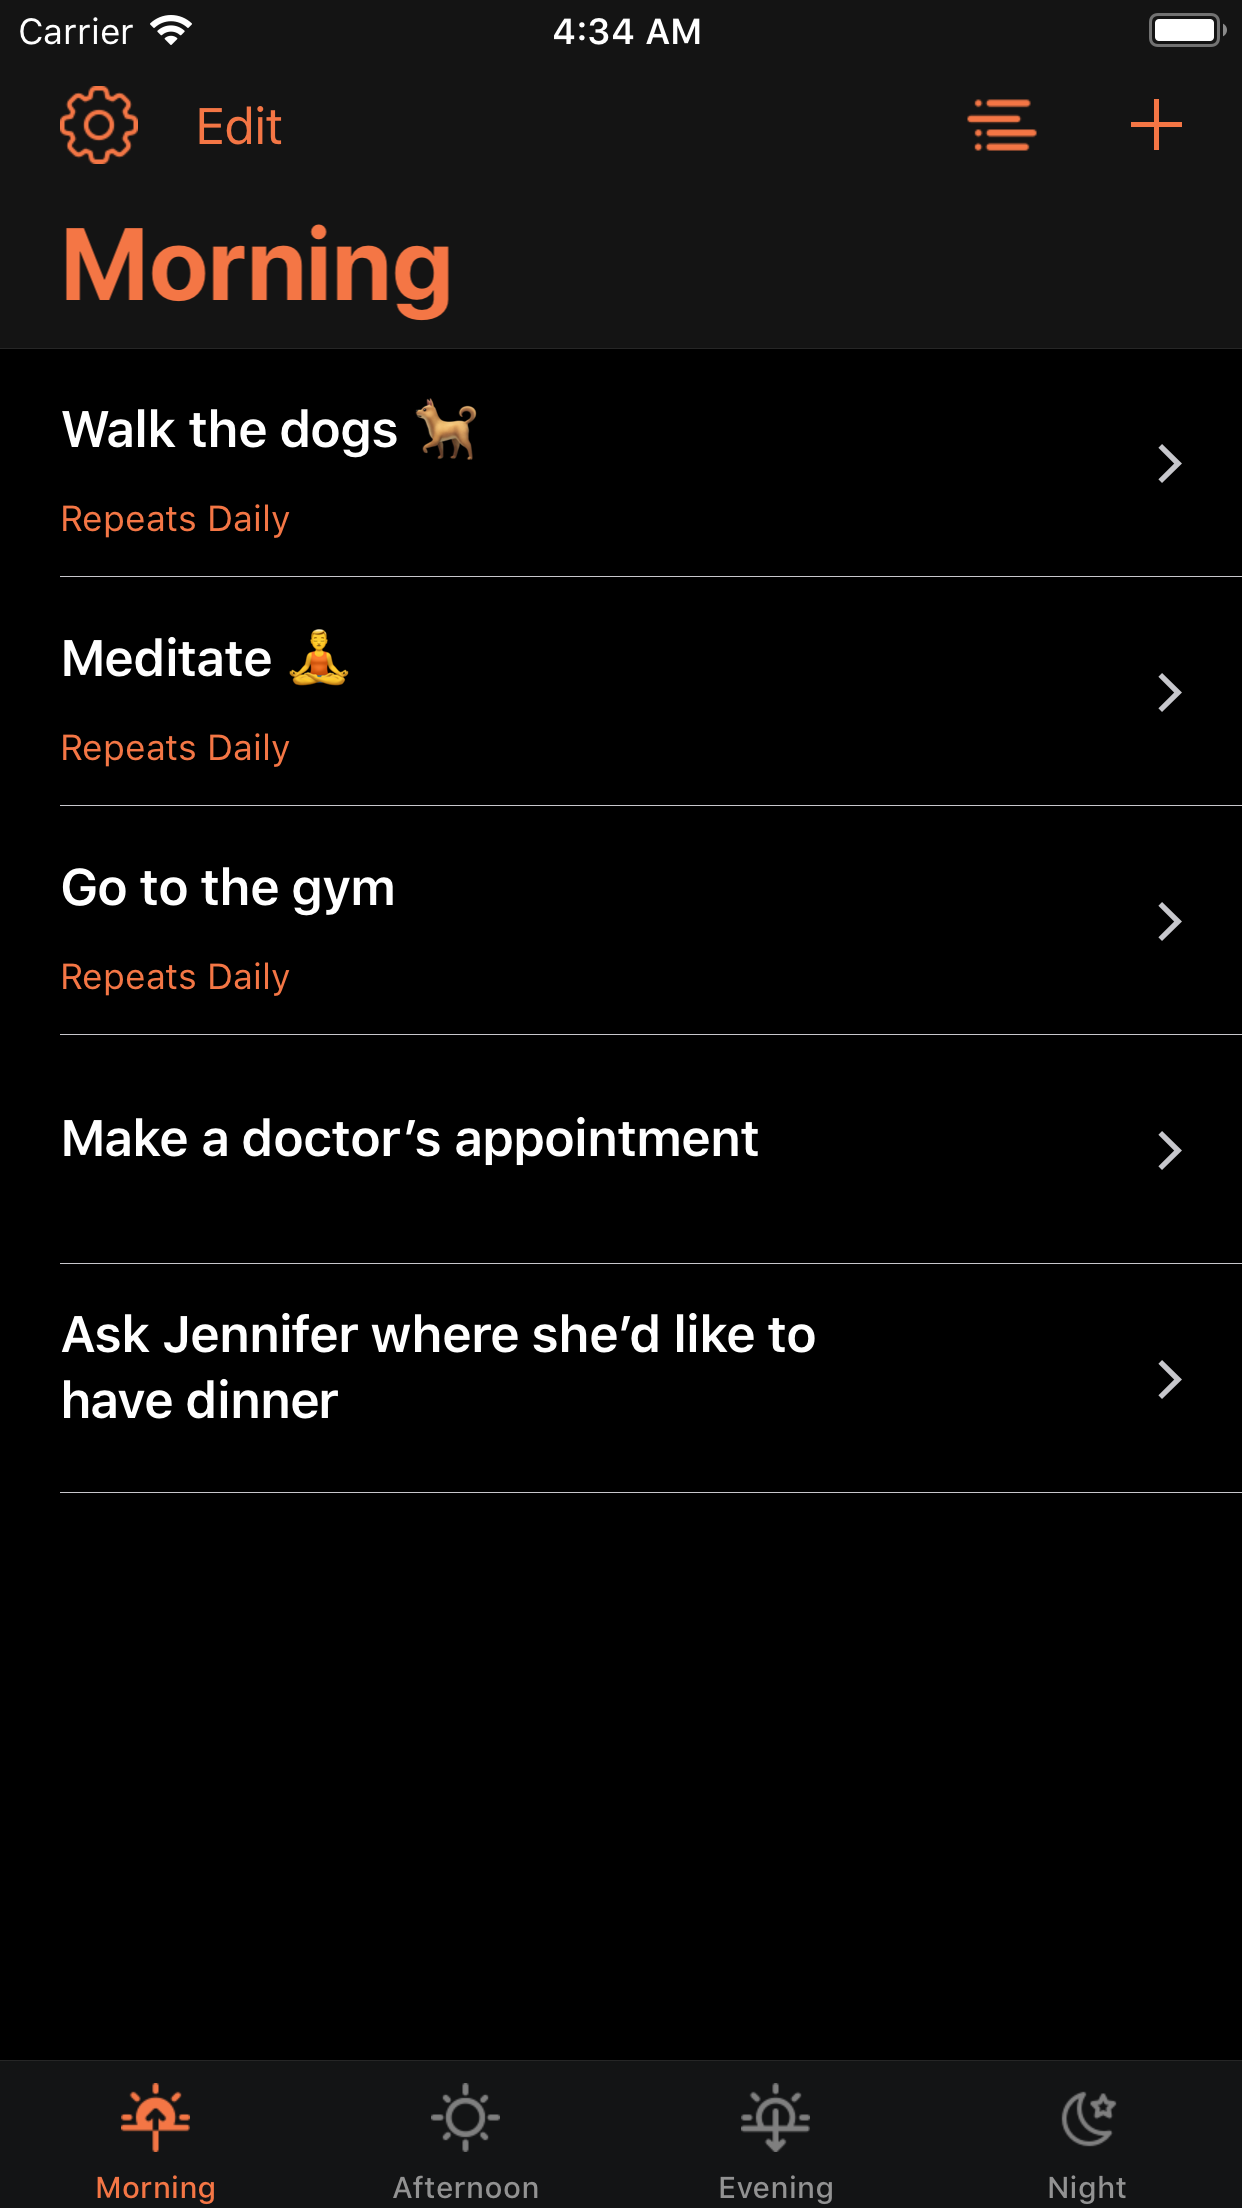 Carrier 4:34 AM
Edit
Morning
Walk the dogs 🐕
Repeats Daily
Meditate 🧘‍♂️
Repeats Daily
Go to the gym
Repeats Daily
Make a doctor’s appointment
Ask Jennifer where she’d like to
have dinner
Morning Afternoon Evening Night